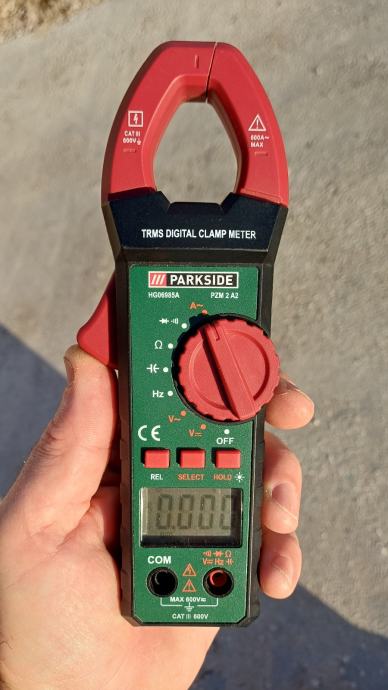 CAT III
600V
600A~
MAX
TRMS DIGITAL CLAMP METER
PARKSIDE
HG06985A PZM 2 A2
A~
Ω
Hz
V~
V⎓
CE
OFF
REL SELECT HOLD
0.000
COM
Ω
V≂ Hz
MAX 600V≂
CAT III 600V